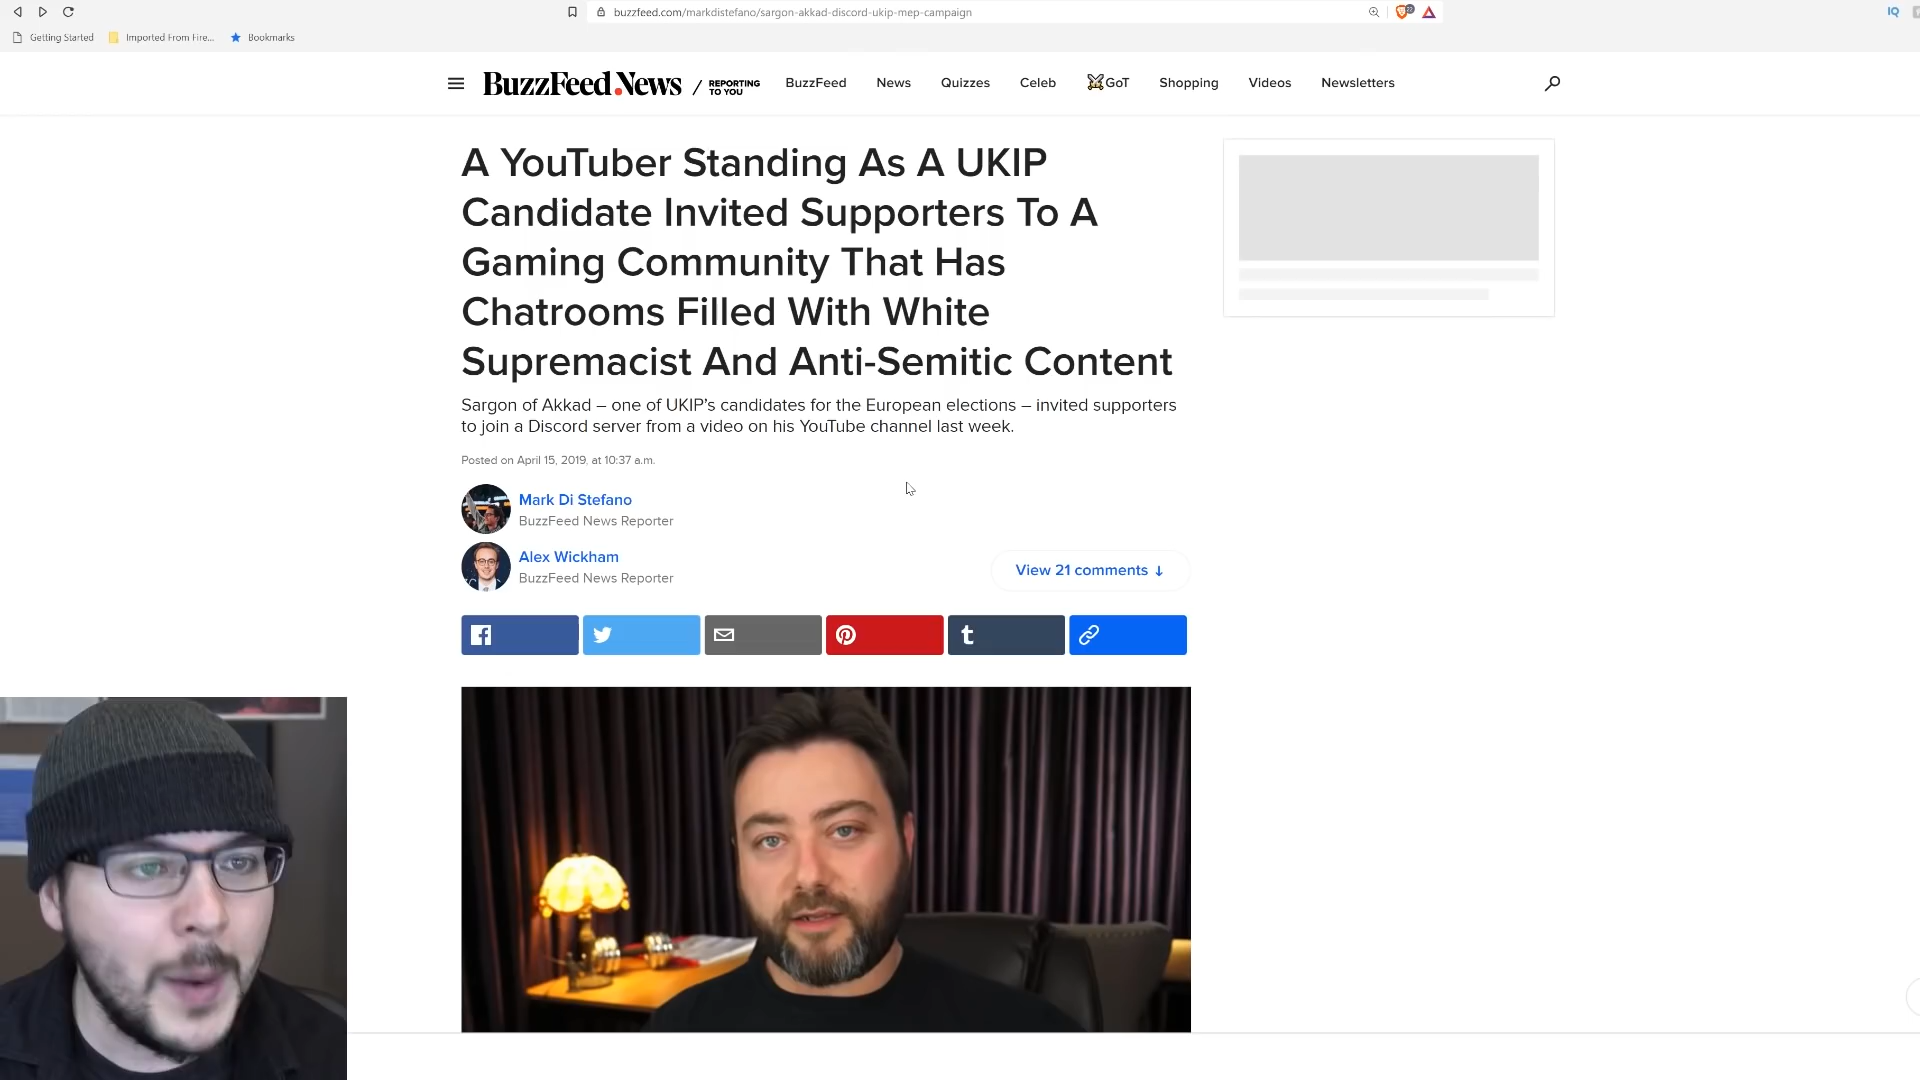 buzzfeed.com/markdistefano/sargon-akkad-discord-ukip-mep-campaign
IQ
Getting Started
Imported From Fire...
Bookmarks
BuzzFeed News / REPORTING TO YOU
BuzzFeed
News
Quizzes
Celeb
GoT
Shopping
Videos
Newsletters
A YouTuber Standing As A UKIP
Candidate Invited Supporters To A
Gaming Community That Has
Chatrooms Filled With White
Supremacist And Anti-Semitic Content
Sargon of Akkad – one of UKIP’s candidates for the European elections – invited supporters
to join a Discord server from a video on his YouTube channel last week.
Posted on April 15, 2019, at 10:37 a.m.
Mark Di Stefano
BuzzFeed News Reporter
Alex Wickham
BuzzFeed News Reporter
View 21 comments ↓